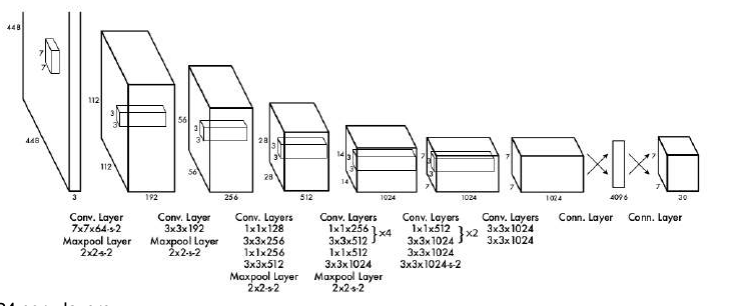 448
7
7
448
3
112
3
3
112
192
56
3
3
56
256
28
3
3
28
512
14
3
3
14
1024
7
3
3
7
1024
7
7
1024
4096
7
7
30
Conv. Layer
7x7x64-s-2
Maxpool Layer
2x2-s-2
Conv. Layer
3x3x192
Maxpool Layer
2x2-s-2
Conv. Layers
1x1x128
3x3x256
1x1x256
3x3x512
Maxpool Layer
2x2-s-2
Conv. Layers
1x1x256
3x3x512 }x4
1x1x512
3x3x1024
Maxpool Layer
2x2-s-2
Conv. Layers
1x1x512
3x3x1024 }x2
3x3x1024
3x3x1024-s-2
Conv. Layers
3x3x1024
3x3x1024
Conn. Layer
Conn. Layer